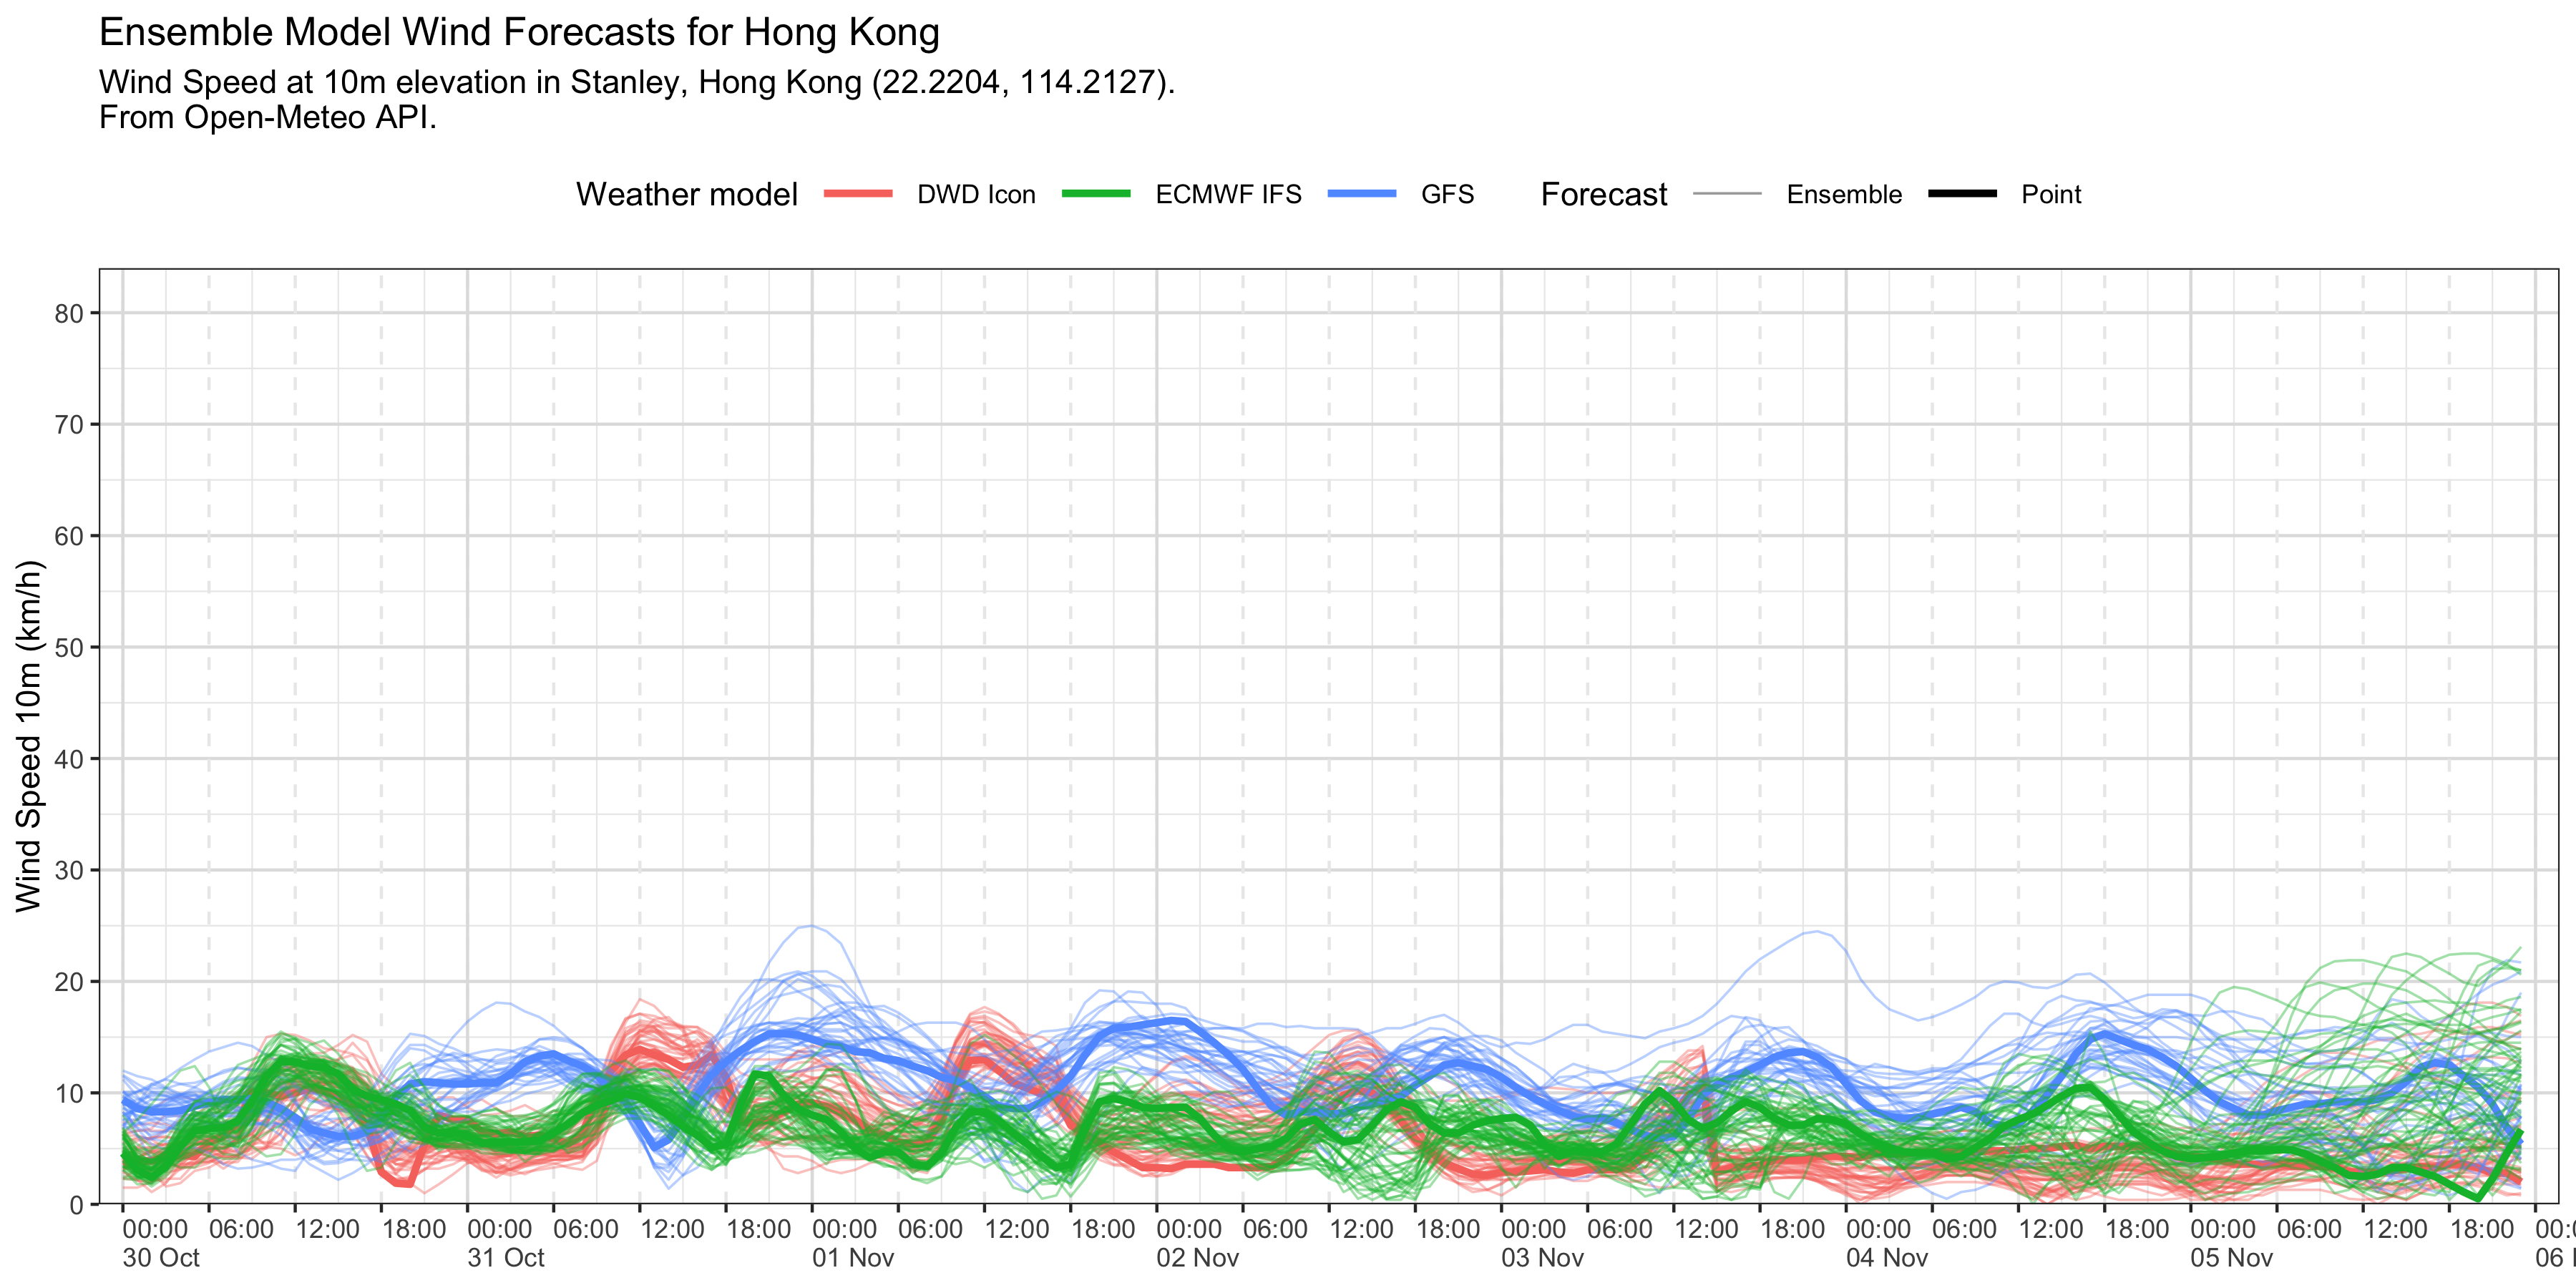 Ensemble Model Wind Forecasts for Hong Kong
Wind Speed at 10m elevation in Stanley, Hong Kong (22.2204, 114.2127).
From Open-Meteo API.
Weather model DWD Icon ECMWF IFS GFS Forecast Ensemble Point
Wind Speed 10m (km/h)
80
70
60
50
40
30
20
10
0
00:00 06:00 12:00 18:00 00:00 06:00 12:00 18:00 00:00 06:00 12:00 18:00 00:00 06:00 12:00 18:00 00:00 06:00 12:00 18:00 00:00 06:00 12:00 18:00 00:00 06:00 12:00 18:00
30 Oct 31 Oct 01 Nov 02 Nov 03 Nov 04 Nov 05 Nov 06